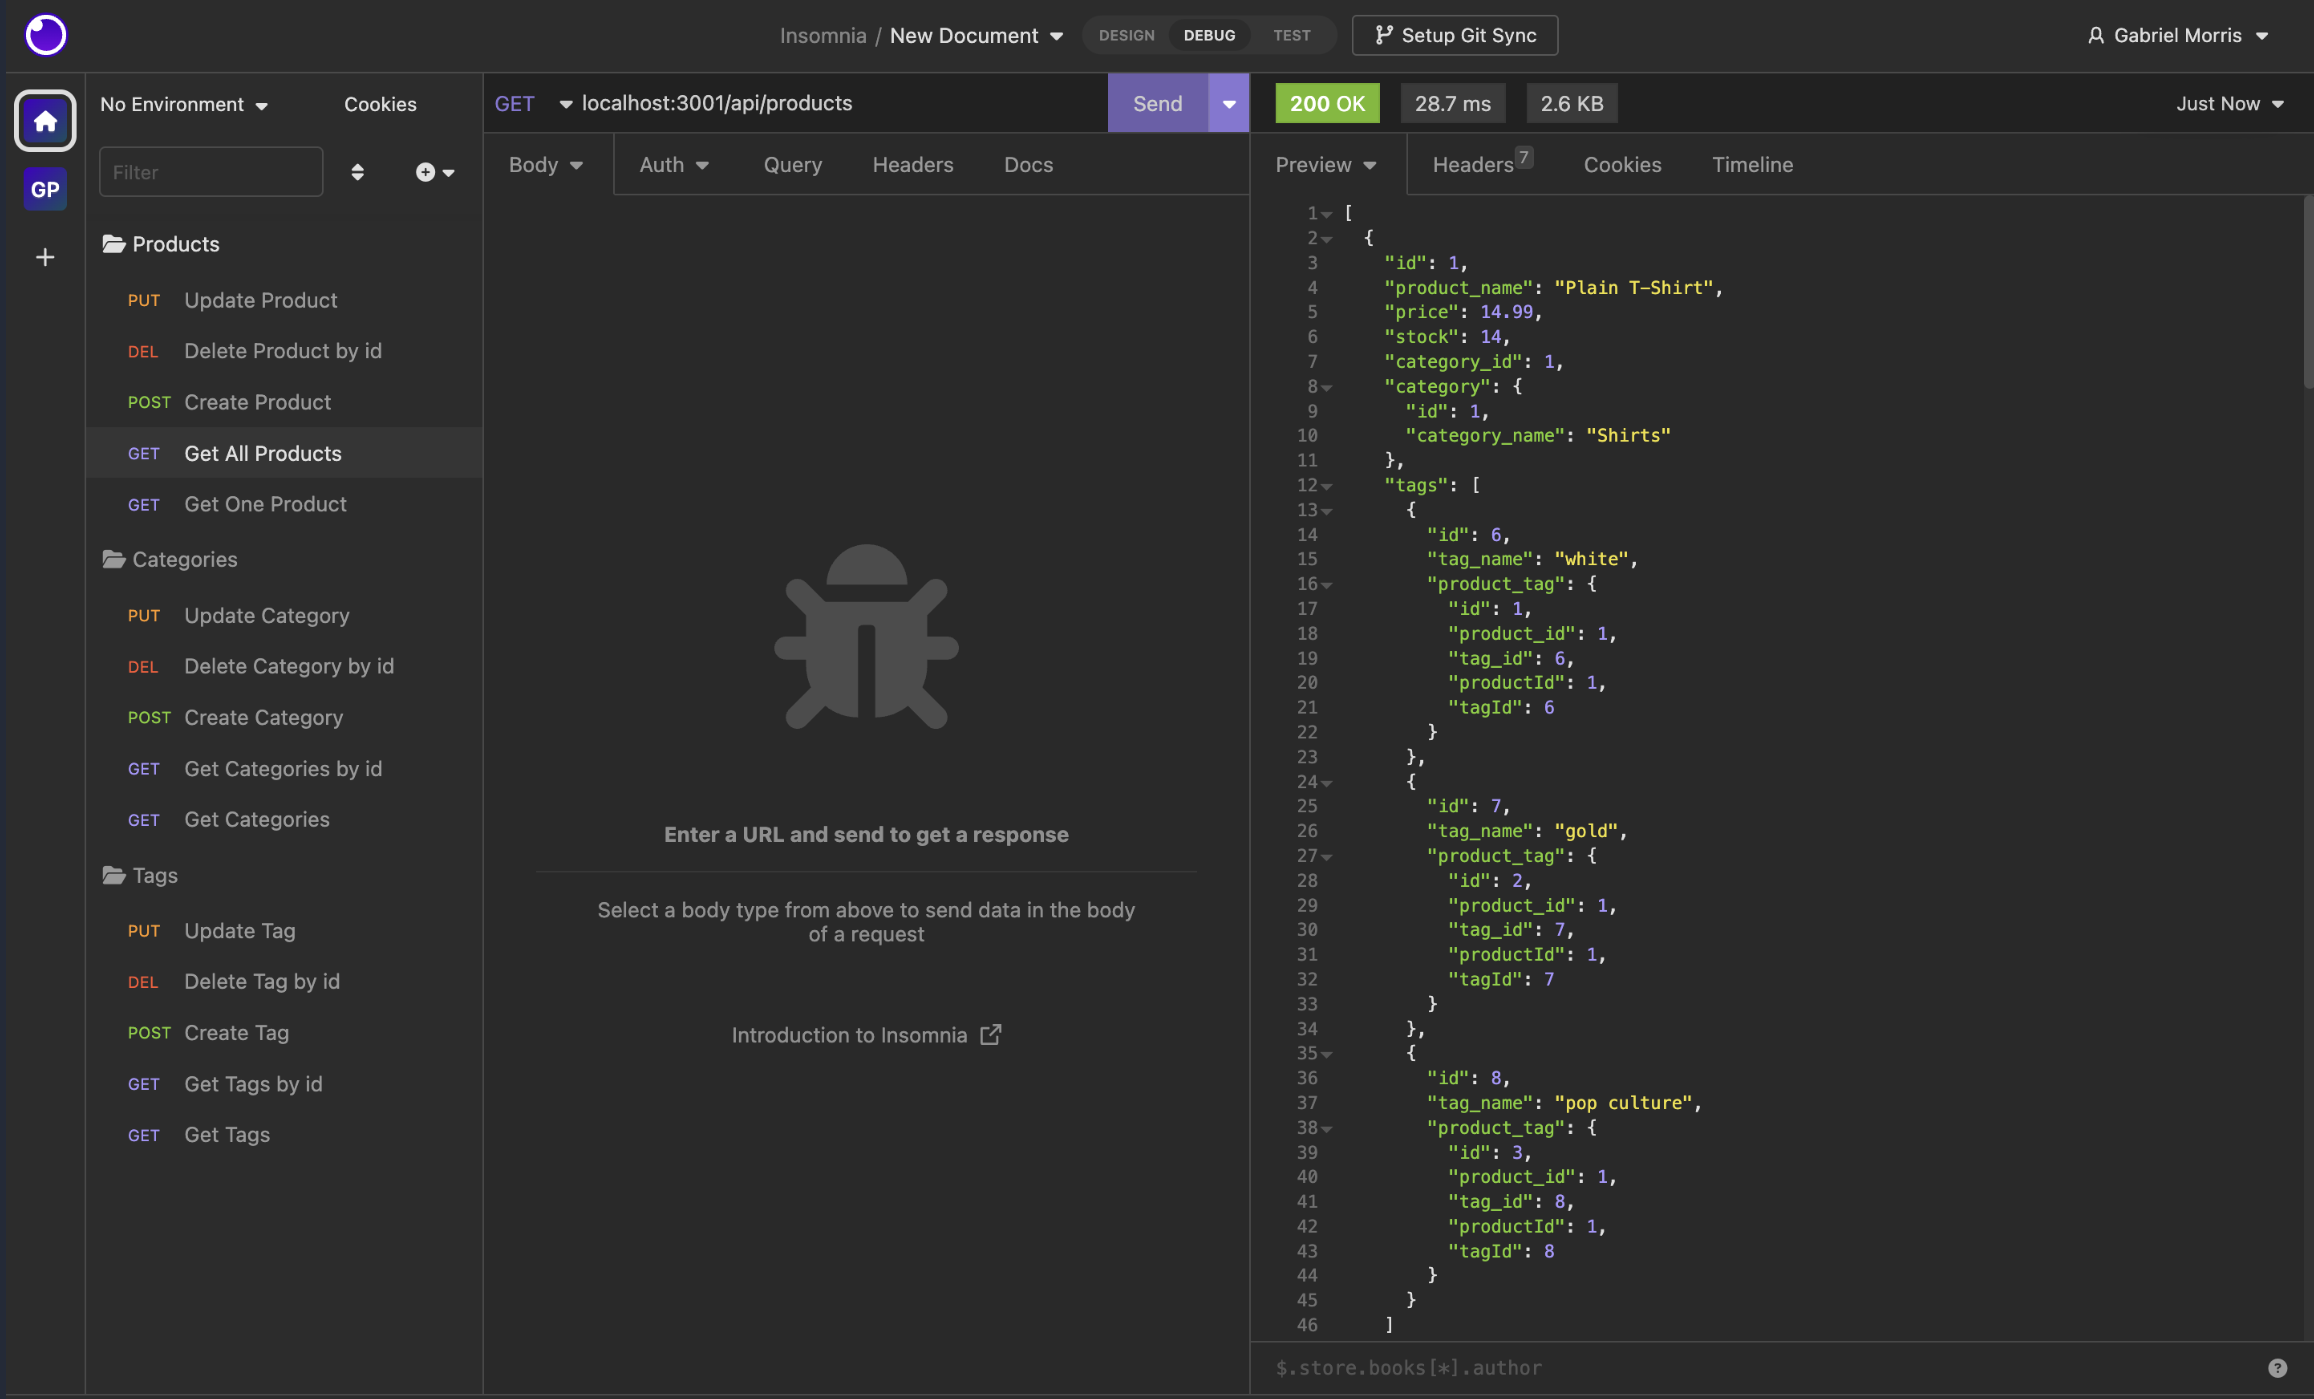 Insomnia / New Document
DESIGN DEBUG TEST
Setup Git Sync
Gabriel Morris
GP
No Environment
Cookies
Filter
Products
PUT Update Product
DEL Delete Product by id
POST Create Product
GET Get All Products
GET Get One Product
Categories
PUT Update Category
DEL Delete Category by id
POST Create Category
GET Get Categories by id
GET Get Categories
Tags
PUT Update Tag
DEL Delete Tag by id
POST Create Tag
GET Get Tags by id
GET Get Tags
GET localhost:3001/api/products Send
Body Auth Query Headers Docs
Enter a URL and send to get a response
Select a body type from above to send data in the body
of a request
Introduction to Insomnia
200 OK 28.7 ms 2.6 KB Just Now
Preview Headers 7 Cookies Timeline
1 [
2 {
3 "id": 1,
4 "product_name": "Plain T-Shirt",
5 "price": 14.99,
6 "stock": 14,
7 "category_id": 1,
8 "category": {
9 "id": 1,
10 "category_name": "Shirts"
11 },
12 "tags": [
13 {
14 "id": 6,
15 "tag_name": "white",
16 "product_tag": {
17 "id": 1,
18 "product_id": 1,
19 "tag_id": 6,
20 "productId": 1,
21 "tagId": 6
22 }
23 },
24 {
25 "id": 7,
26 "tag_name": "gold",
27 "product_tag": {
28 "id": 2,
29 "product_id": 1,
30 "tag_id": 7,
31 "productId": 1,
32 "tagId": 7
33 }
34 },
35 {
36 "id": 8,
37 "tag_name": "pop culture",
38 "product_tag": {
39 "id": 3,
40 "product_id": 1,
41 "tag_id": 8,
42 "productId": 1,
43 "tagId": 8
44 }
45 }
46 ]
$.store.books[*].author
?